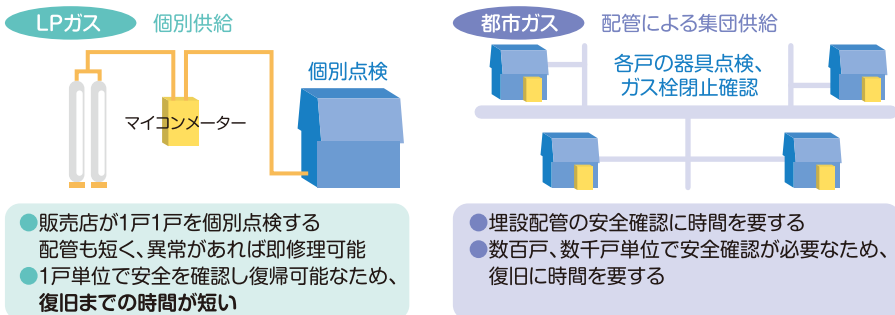 LPガス 個別供給
個別点検
マイコンメーター
●販売店が1戸1戸を個別点検する
配管も短く、異常があれば即修理可能
●1戸単位で安全を確認し復帰可能なため、
復旧までの時間が短い
都市ガス 配管による集団供給
各戸の器具点検、
ガス栓閉止確認
●埋設配管の安全確認に時間を要する
●数百戸、数千戸単位で安全確認が必要なため、
復旧に時間を要する